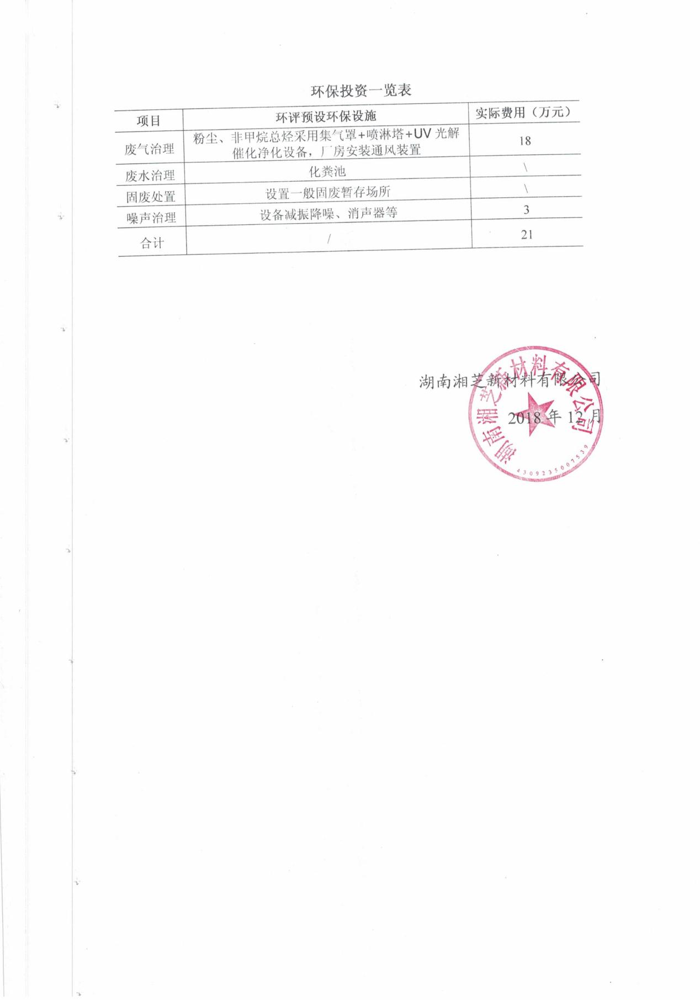 环保投资一览表
项目 环评预设环保设施 实际费用（万元）
废气治理 粉尘、非甲烷总烃采用集气罩+喷淋塔+UV 光解
催化净化设备，厂房安装通风装置 18
废水治理 化粪池 \
固废处置 设置一般固废暂存场所 \
噪声治理 设备减振降噪、消声器等 3
合计 / 21
湖南湘芝新材料有限公司
2018 年 12 月
湖南湘芝新材料有限公司
4309235007539